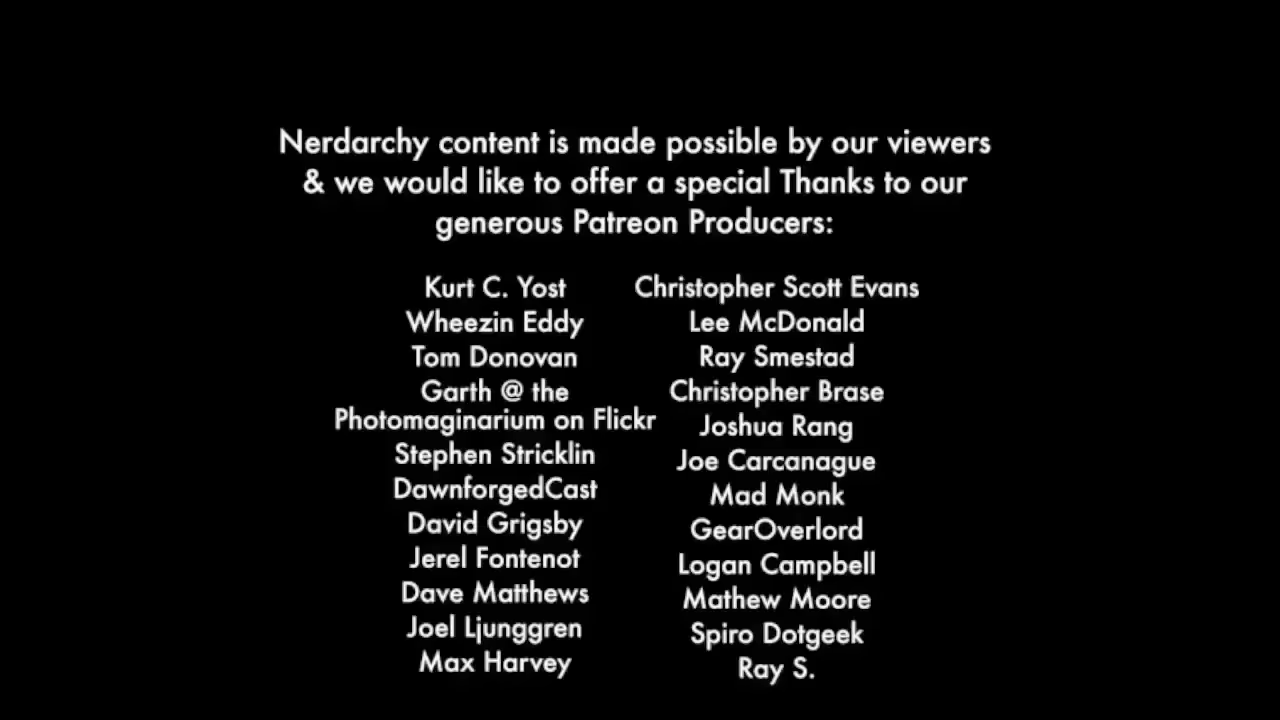 Nerdarchy content is made possible by our viewers
& we would like to offer a special Thanks to our
generous Patreon Producers:
Kurt C. Yost
Wheezin Eddy
Tom Donovan
Garth @ the
Photomaginarium on Flickr
Stephen Stricklin
DawnforgedCast
David Grigsby
Jerel Fontenot
Dave Matthews
Joel Ljunggren
Max Harvey
Christopher Scott Evans
Lee McDonald
Ray Smestad
Christopher Brase
Joshua Rang
Joe Carcanague
Mad Monk
GearOverlord
Logan Campbell
Mathew Moore
Spiro Dotgeek
Ray S.